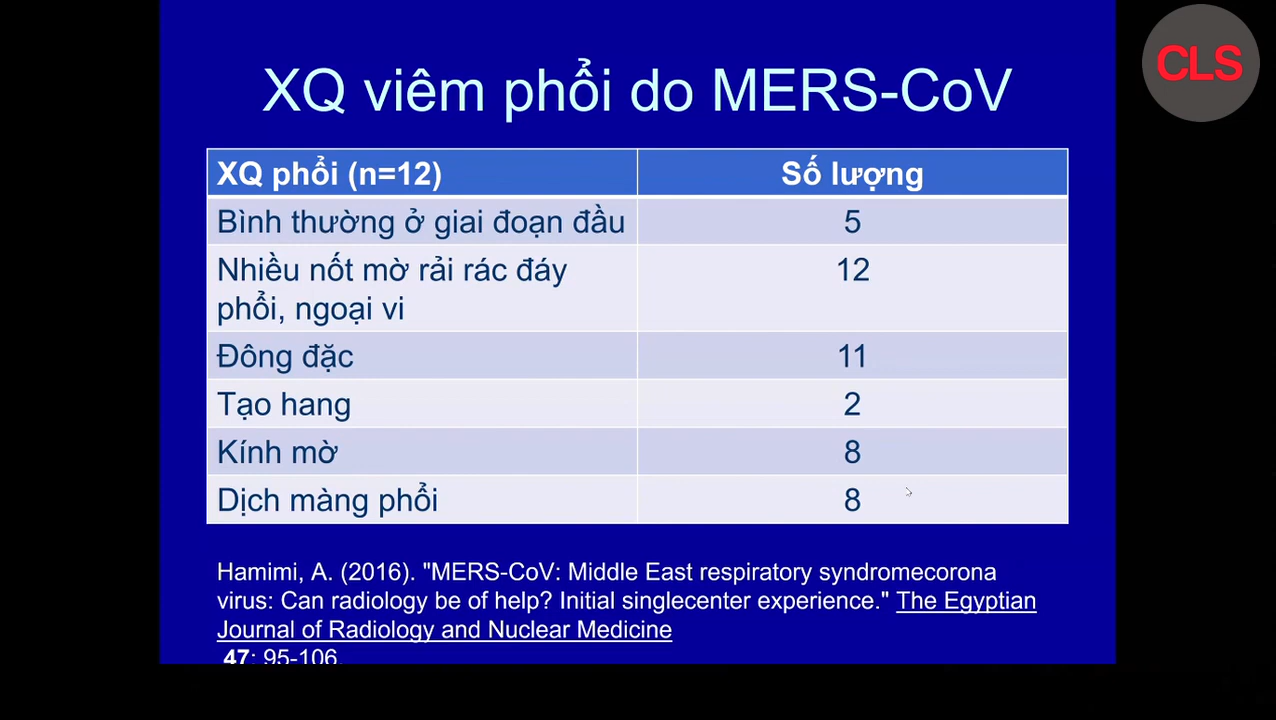 CLS
XQ viêm phổi do MERS-CoV
XQ phổi (n=12) Số lượng
Bình thường ở giai đoạn đầu 5
Nhiều nốt mờ rải rác đáy 12
phổi, ngoại vi
Đông đặc 11
Tạo hang 2
Kính mờ 8
Dịch màng phổi 8
Hamimi, A. (2016). "MERS-CoV: Middle East respiratory syndromecorona
virus: Can radiology be of help? Initial singlecenter experience." The Egyptian
Journal of Radiology and Nuclear Medicine
47: 95-106.